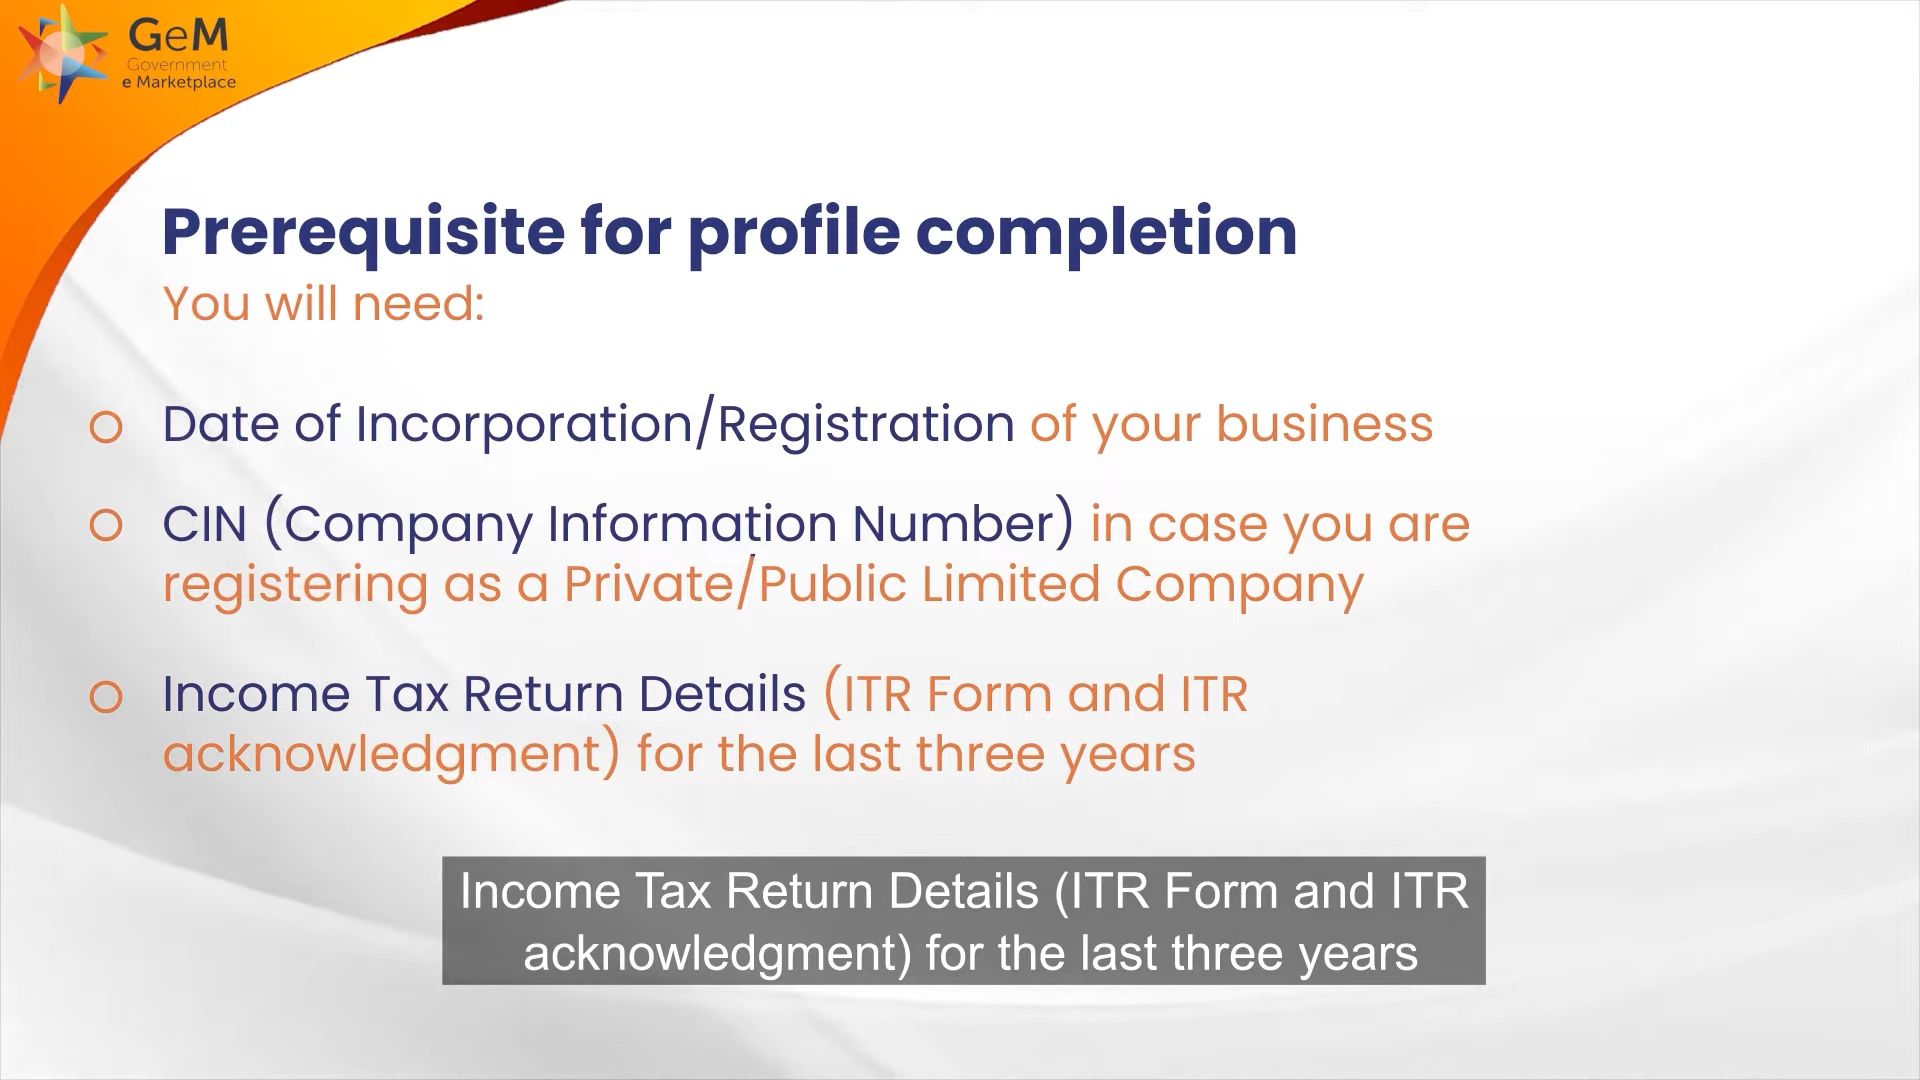 GeM
Government
e Marketplace
Prerequisite for profile completion
You will need:
Date of Incorporation/Registration of your business
CIN (Company Information Number) in case you are
registering as a Private/Public Limited Company
Income Tax Return Details (ITR Form and ITR
acknowledgment) for the last three years
Income Tax Return Details (ITR Form and ITR
acknowledgment) for the last three years